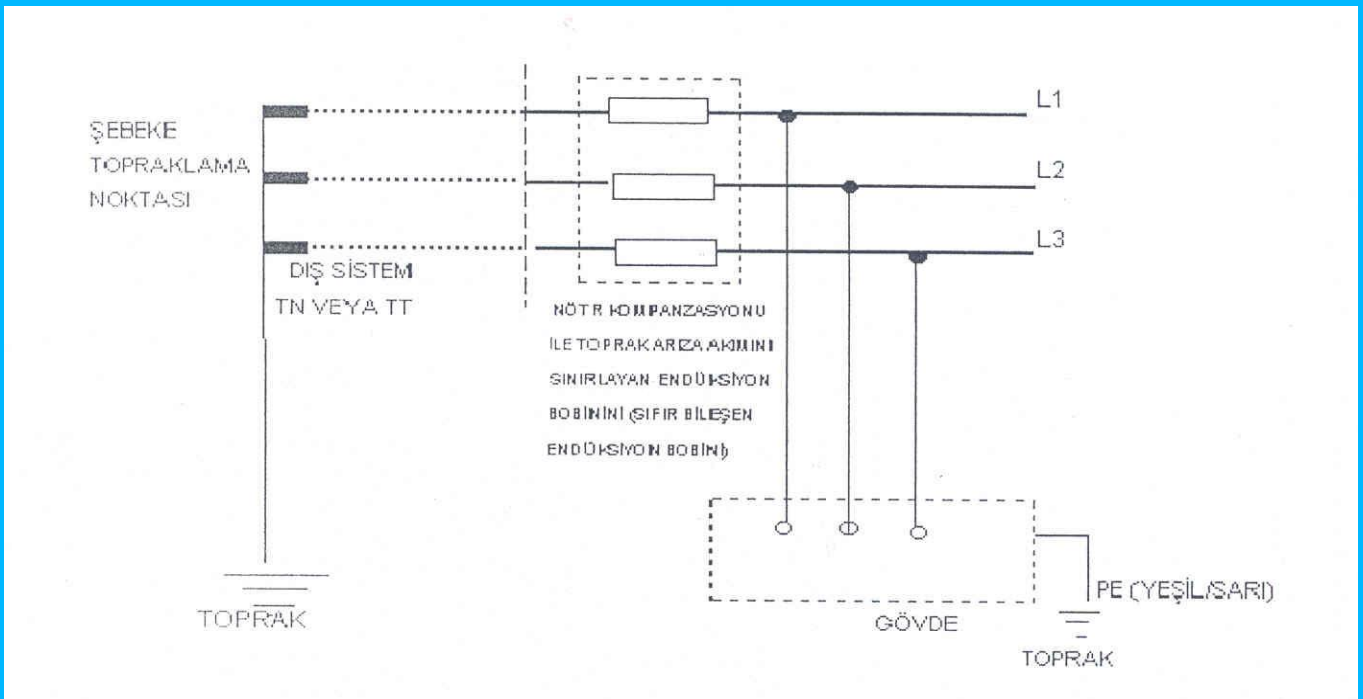 ŞEBEKE
TOPRAKLAMA
NOKTASI
L1
L2
L3
DIŞ SİSTEM
TN VEYA TT
NÖTR KOMPANZASYONU
İLE TOPRAK ARIZA AKIMINI
SINIRLAYAN ENDÜKSİYON
BOBİNİNİ (SIFIR BİLEŞEN
ENDÜKSİYON BOBİNİ)
TOPRAK
GÖVDE
PE (YEŞİL/SARI)
TOPRAK